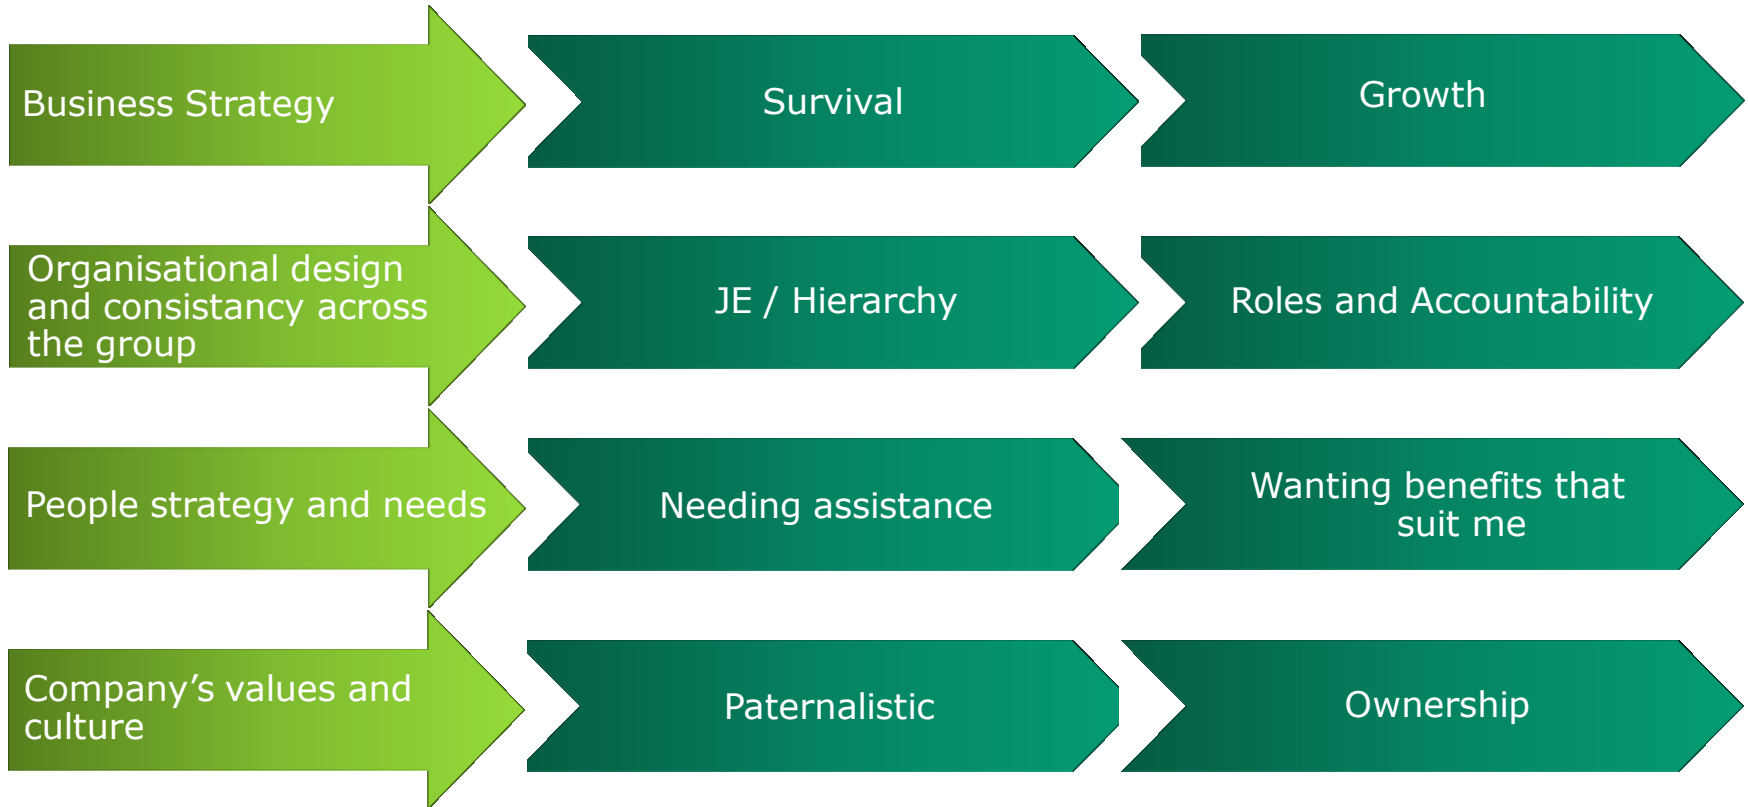 Business Strategy
Survival
Growth
Organisational design
and consistancy across
the group
JE / Hierarchy
Roles and Accountability
People strategy and needs
Needing assistance
Wanting benefits that
suit me
Company’s values and
culture
Paternalistic
Ownership